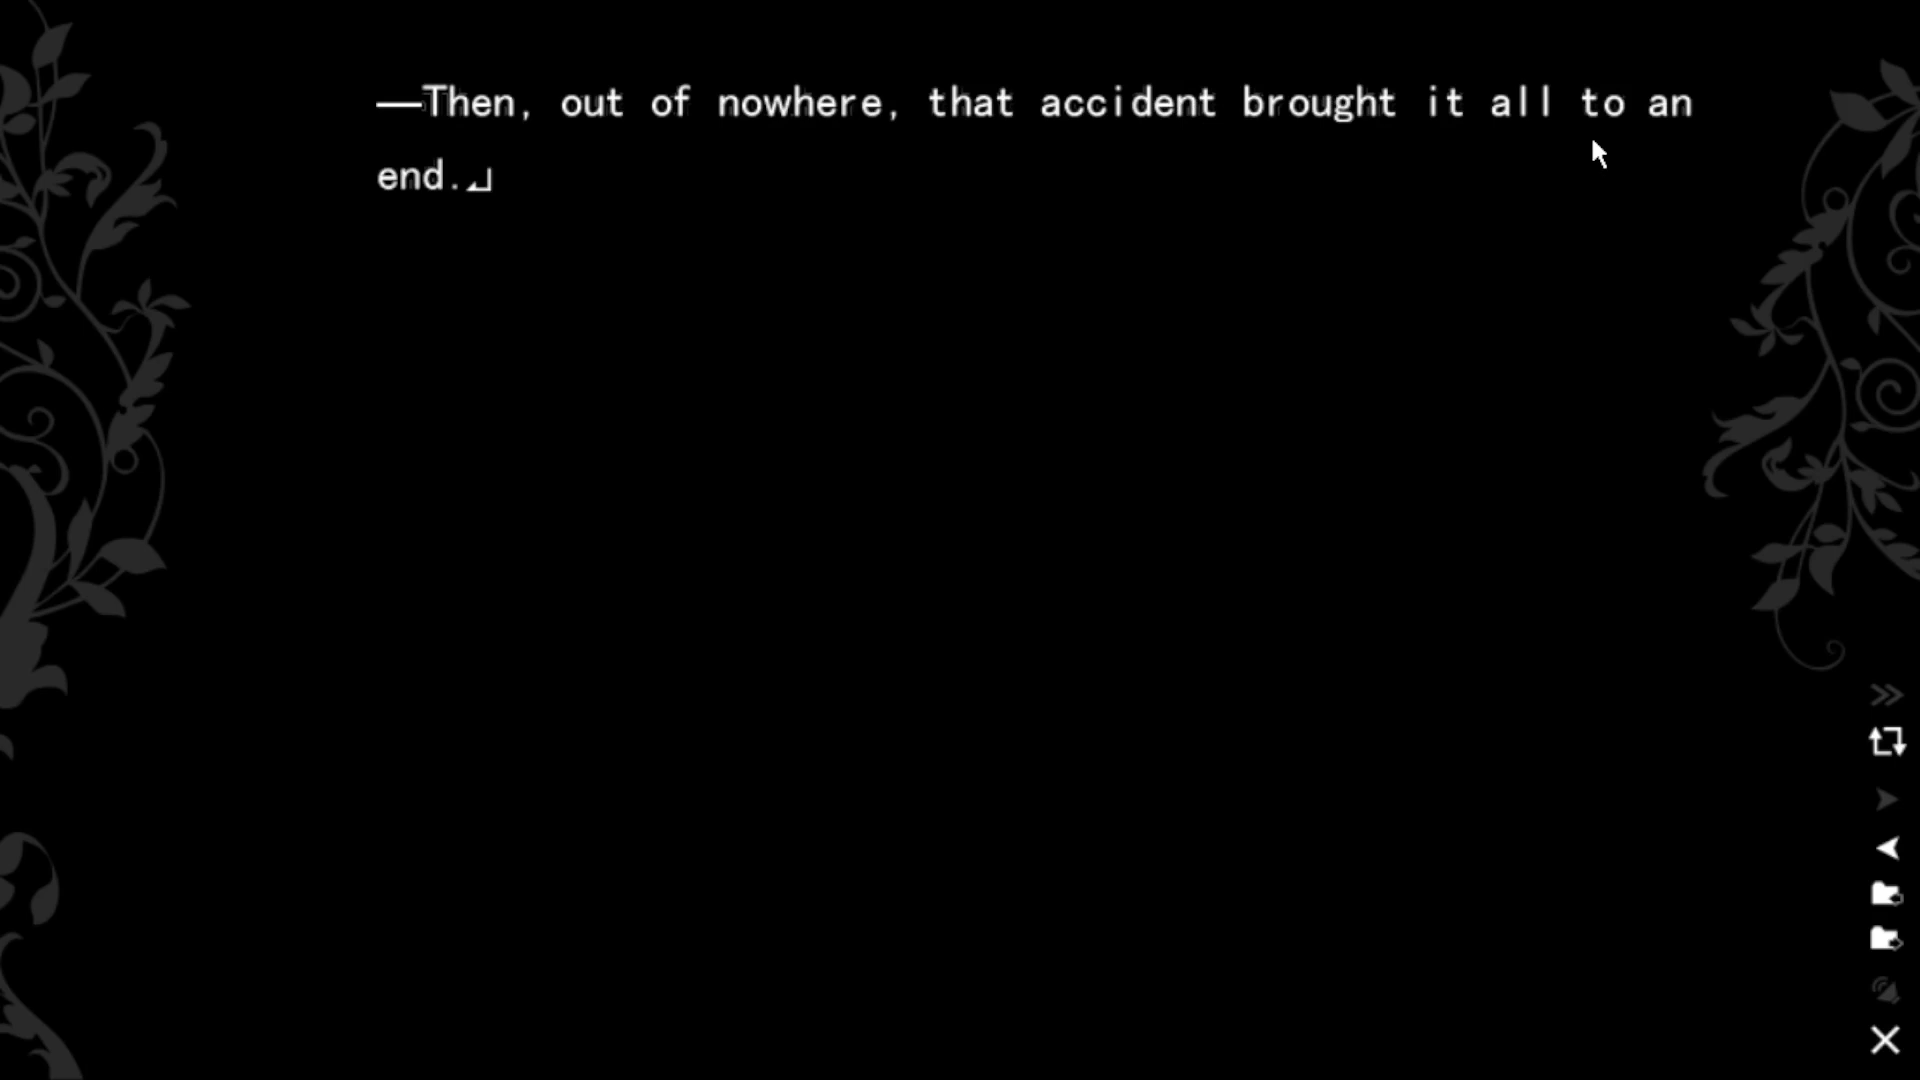 ──Then, out of nowhere, that accident brought it all to an
end.